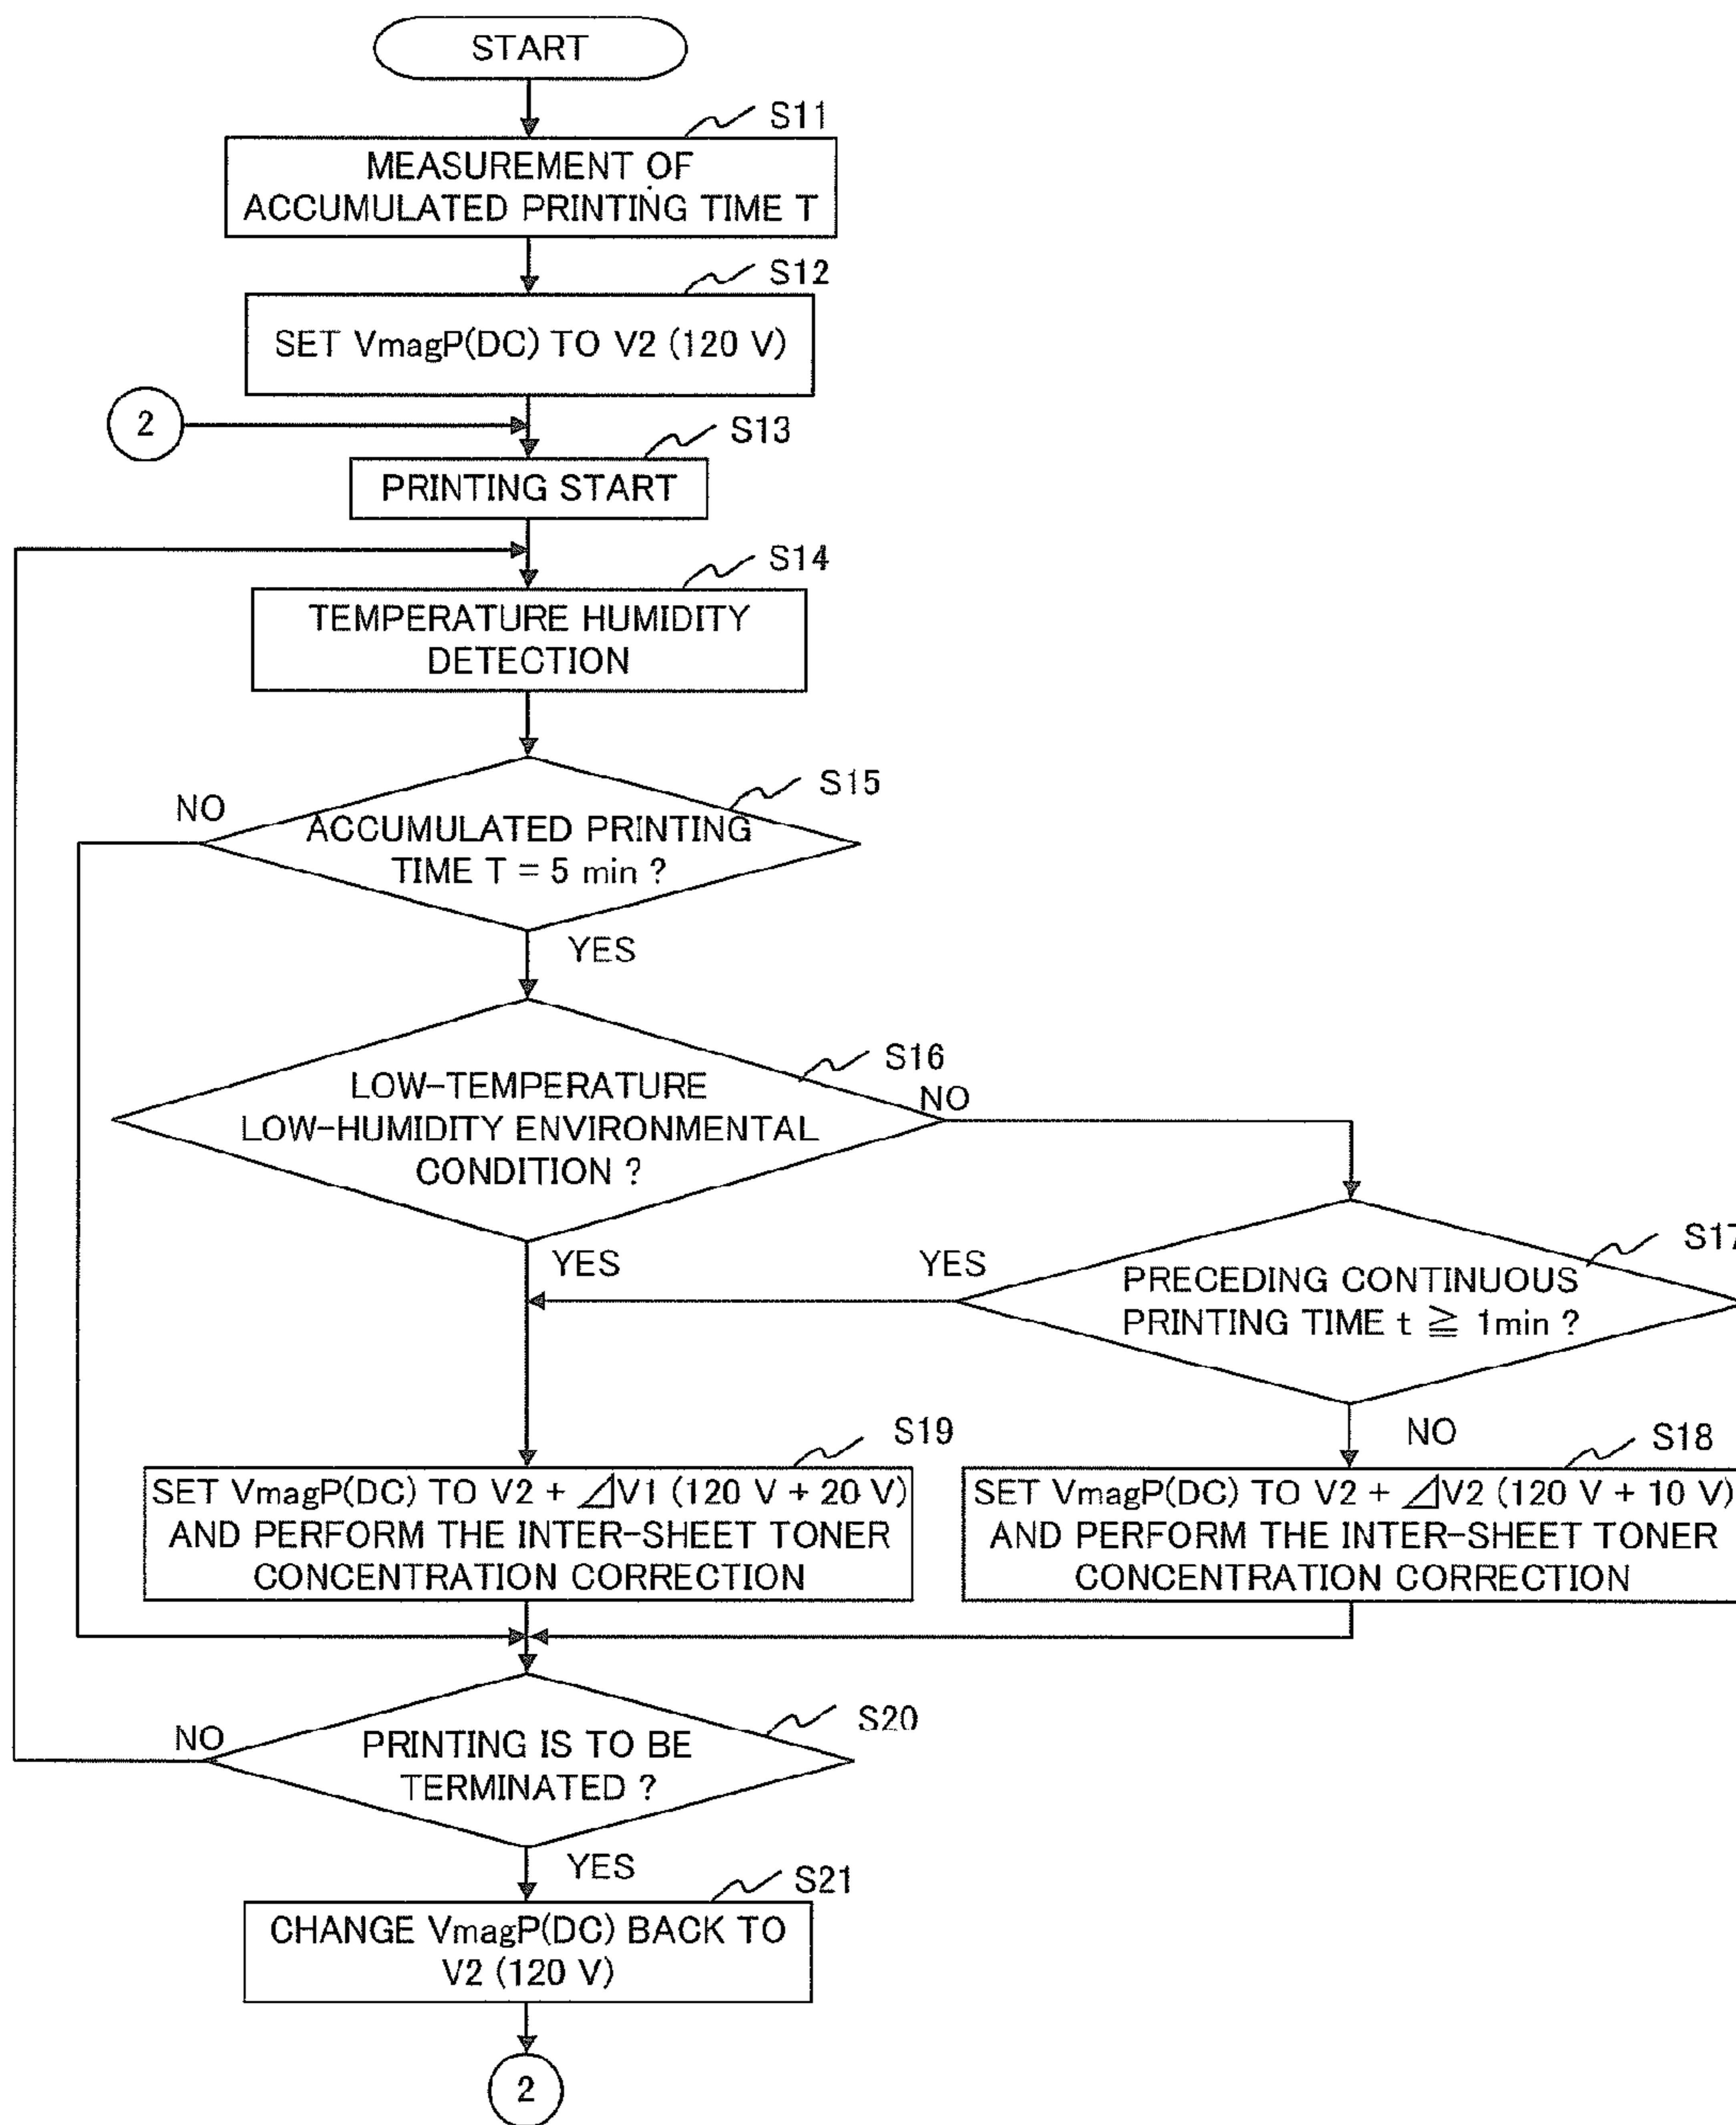 START
S11
MEASUREMENT OF
ACCUMULATED PRINTING TIME T
S12
SET VmagP(DC) TO V2 (120 V)
2
S13
PRINTING START
S14
TEMPERATURE HUMIDITY
DETECTION
S15
NO
ACCUMULATED PRINTING
TIME T = 5 min ?
YES
S16
LOW-TEMPERATURE
LOW-HUMIDITY ENVIRONMENTAL
CONDITION ?
NO
YES
S17
YES
PRECEDING CONTINUOUS
PRINTING TIME t ≧ 1min ?
NO
S19
SET VmagP(DC) TO V2 + ⊿V1 (120 V + 20 V)
AND PERFORM THE INTER-SHEET TONER
CONCENTRATION CORRECTION
S18
SET VmagP(DC) TO V2 + ⊿V2 (120 V + 10 V)
AND PERFORM THE INTER-SHEET TONER
CONCENTRATION CORRECTION
S20
NO
PRINTING IS TO BE
TERMINATED ?
YES
S21
CHANGE VmagP(DC) BACK TO
V2 (120 V)
2